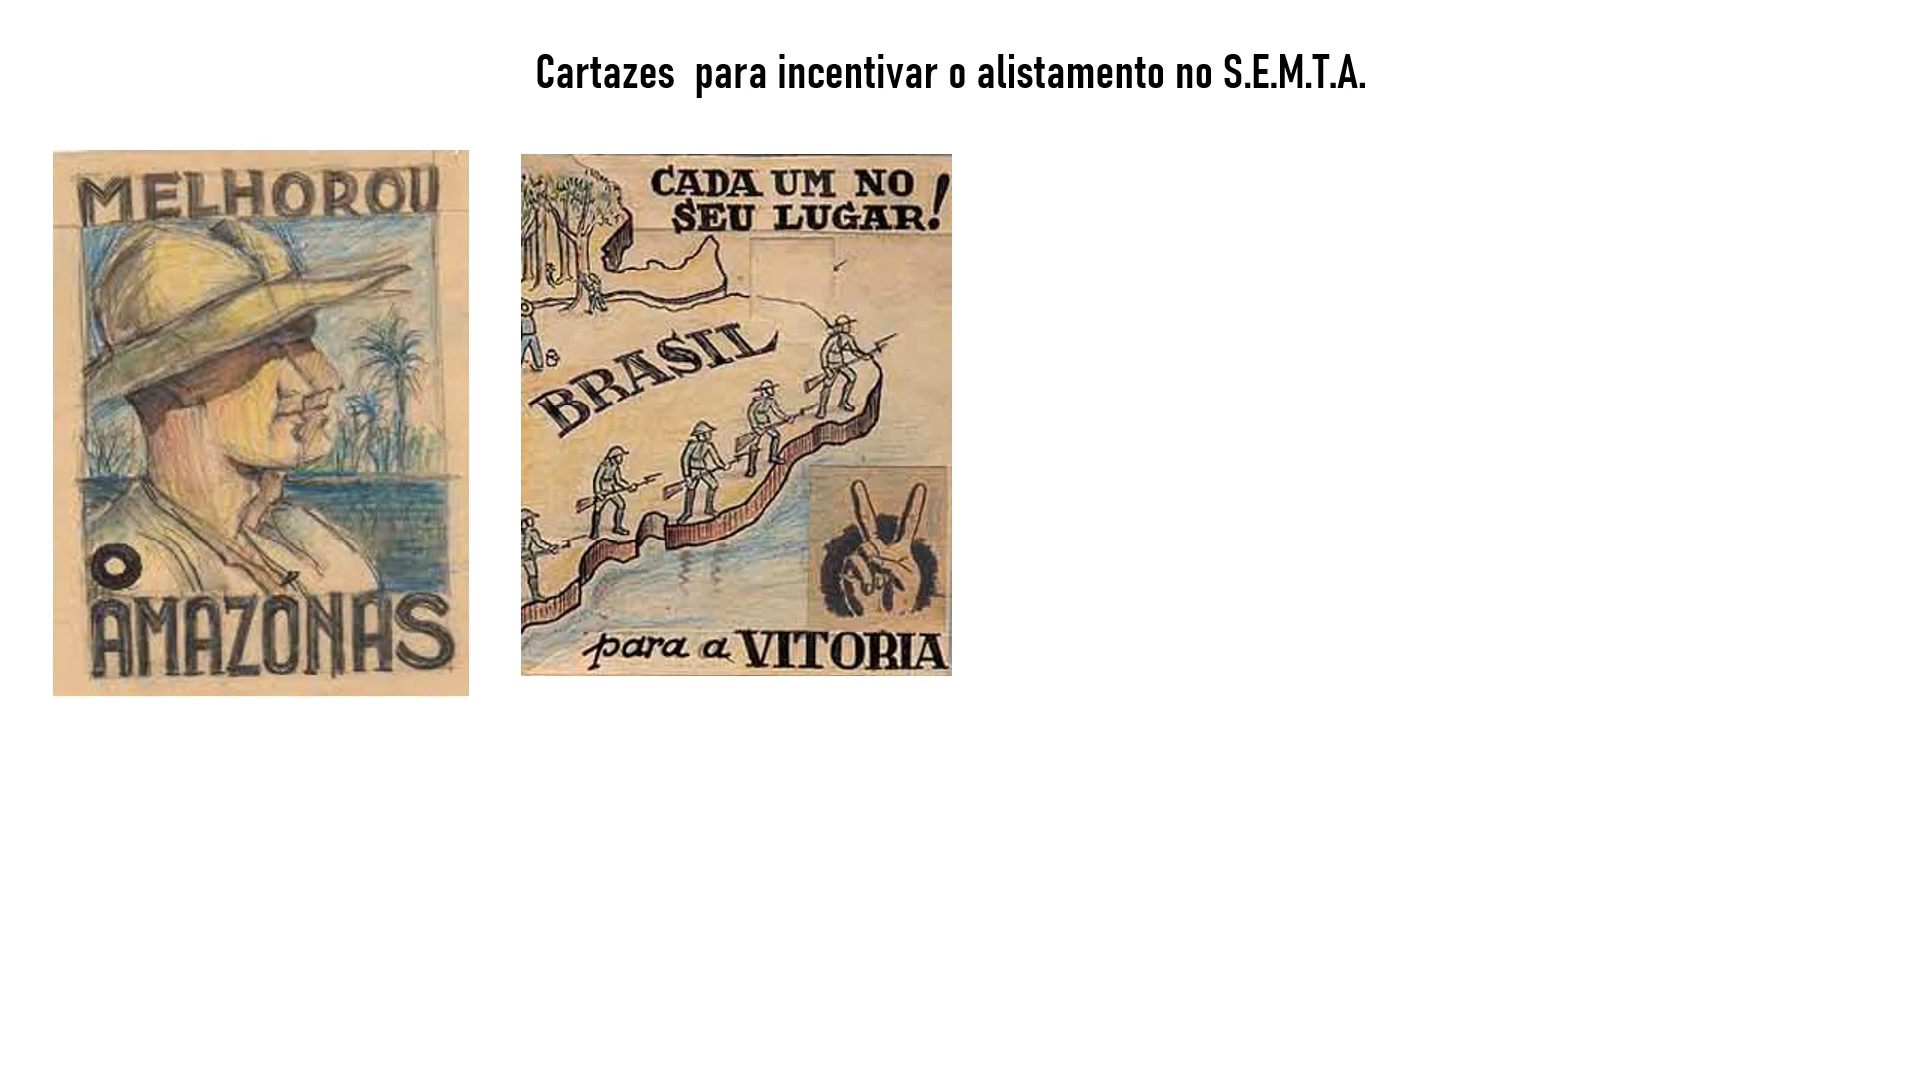 Cartazes para incentivar o alistamento no S.E.M.T.A.
MELHOROU
O
AMAZONAS
CADA UM NO
SEU LUGAR!
BRASIL
para a VITORIA